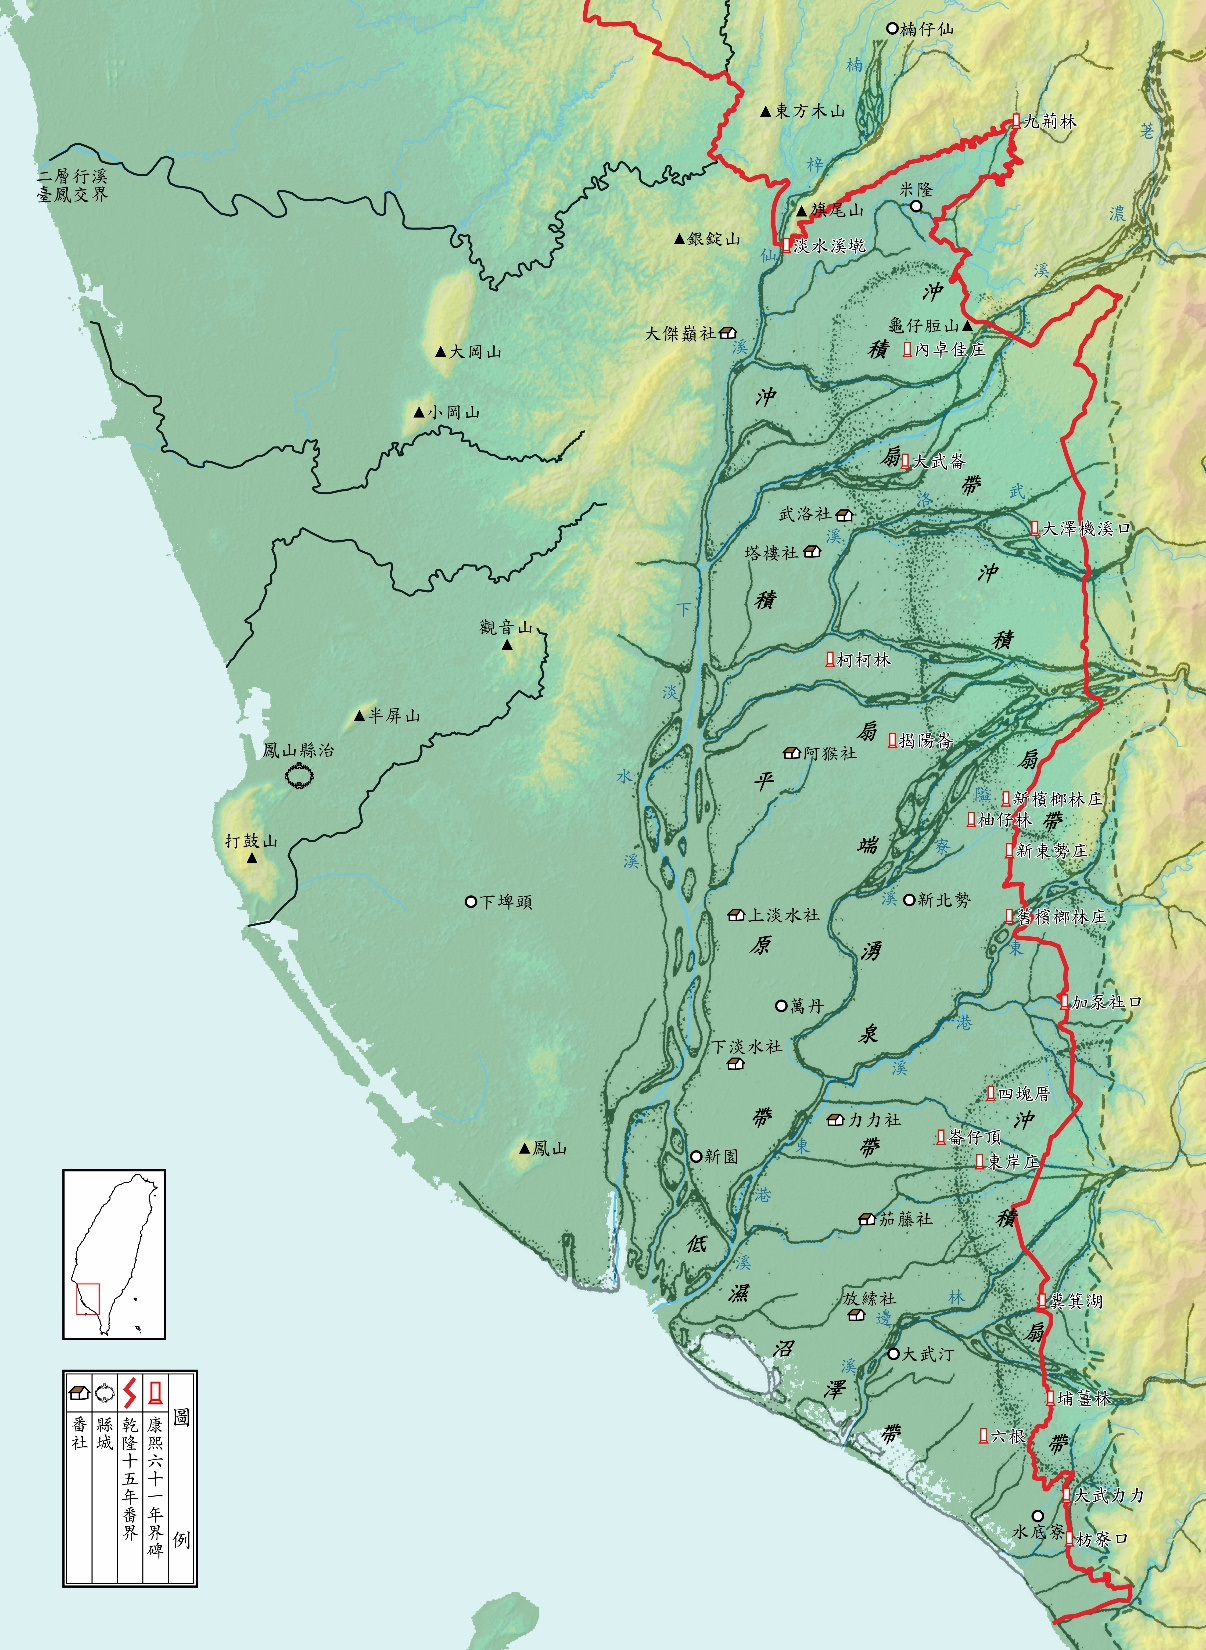 楠仔仙
楠
梓
仙
溪
東方木山
九荊林
荖
濃
溪
二層行溪
臺鳳交界
米隆
旗尾山
銀錠山
淡水溪墘
沖
積
扇
帶
大傑巔社
龜仔脰山
內卓佳庄
大岡山
小岡山
沖
積
平
原
帶
大武崙
武
洛
溪
武洛社
大澤機溪口
塔樓社
沖
積
扇
帶
下
淡
水
溪
觀音山
柯柯林
半屏山
鳳山縣治
揭陽崙
阿猴社
扇
端
湧
泉
帶
隘
寮
溪
新檳榔林庄
柚仔林
新東勢庄
打鼓山
下埤頭
新北勢
上淡水社
舊檳榔林庄
東
港
溪
加泵社口
萬丹
下淡水社
四塊厝
力力社
崙仔頂
東岸庄
沖
積
扇
帶
東
港
溪
鳳山
新園
茄藤社
低
濕
沼
澤
帶
放縤社
林
邊
溪
糞箕湖
大武汀
埔薑林
六根
大武力力
水底寮
枋寮口
圖例
康熙六十一年界碑
乾隆十五年番界
縣城
番社